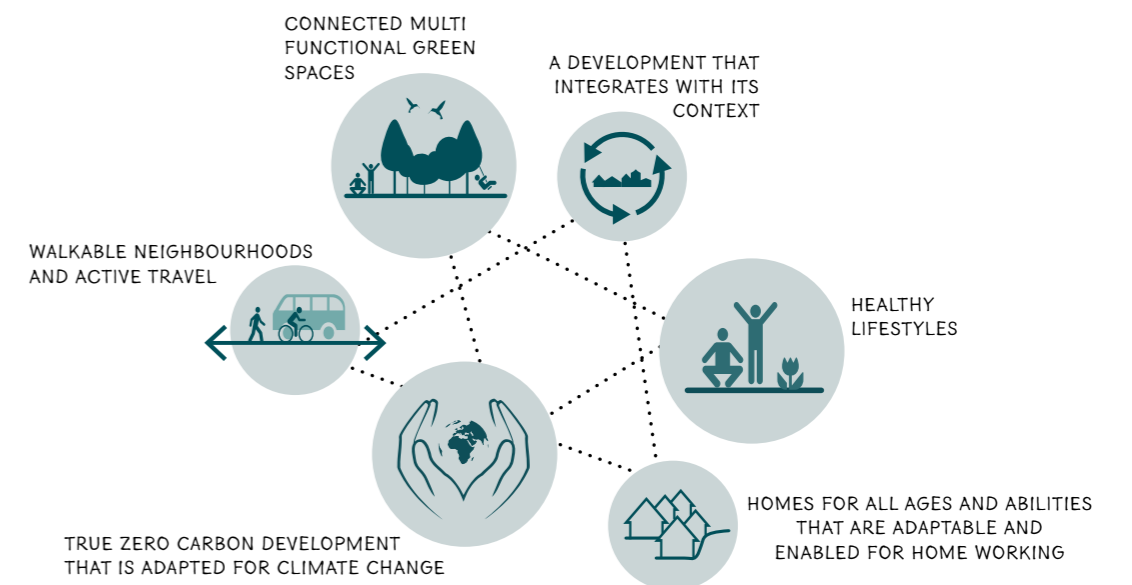 CONNECTED MULTI
FUNCTIONAL GREEN
SPACES
A DEVELOPMENT THAT
INTEGRATES WITH ITS
CONTEXT
WALKABLE NEIGHBOURHOODS
AND ACTIVE TRAVEL
HEALTHY
LIFESTYLES
HOMES FOR ALL AGES AND ABILITIES
THAT ARE ADAPTABLE AND
ENABLED FOR HOME WORKING
TRUE ZERO CARBON DEVELOPMENT
THAT IS ADAPTED FOR CLIMATE CHANGE